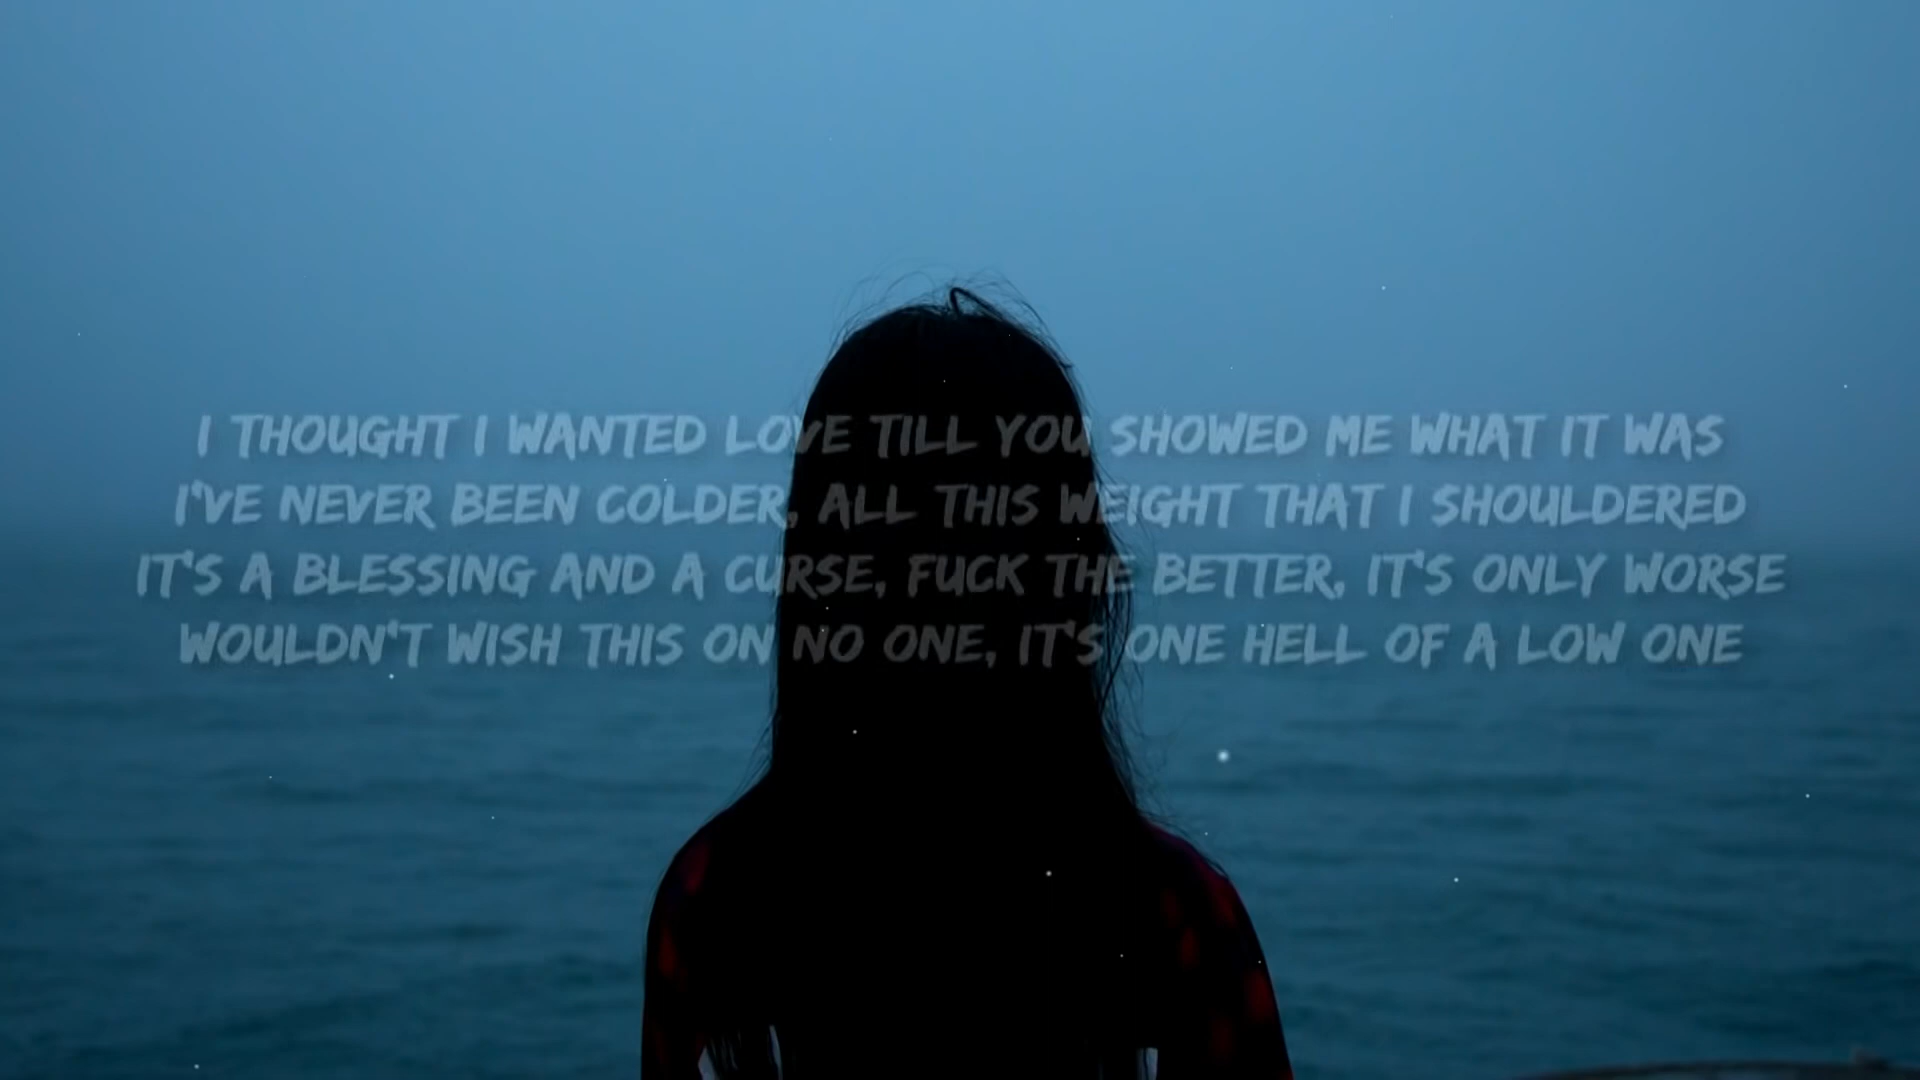 I THOUGHT I WANTED LOVE TILL YOU SHOWED ME WHAT IT WAS
I'VE NEVER BEEN COLDER, ALL THIS WEIGHT THAT I SHOULDERED
IT'S A BLESSING AND A CURSE, FUCK THE BETTER, IT'S ONLY WORSE
WOULDN'T WISH THIS ON NO ONE, IT'S ONE HELL OF A LOW ONE